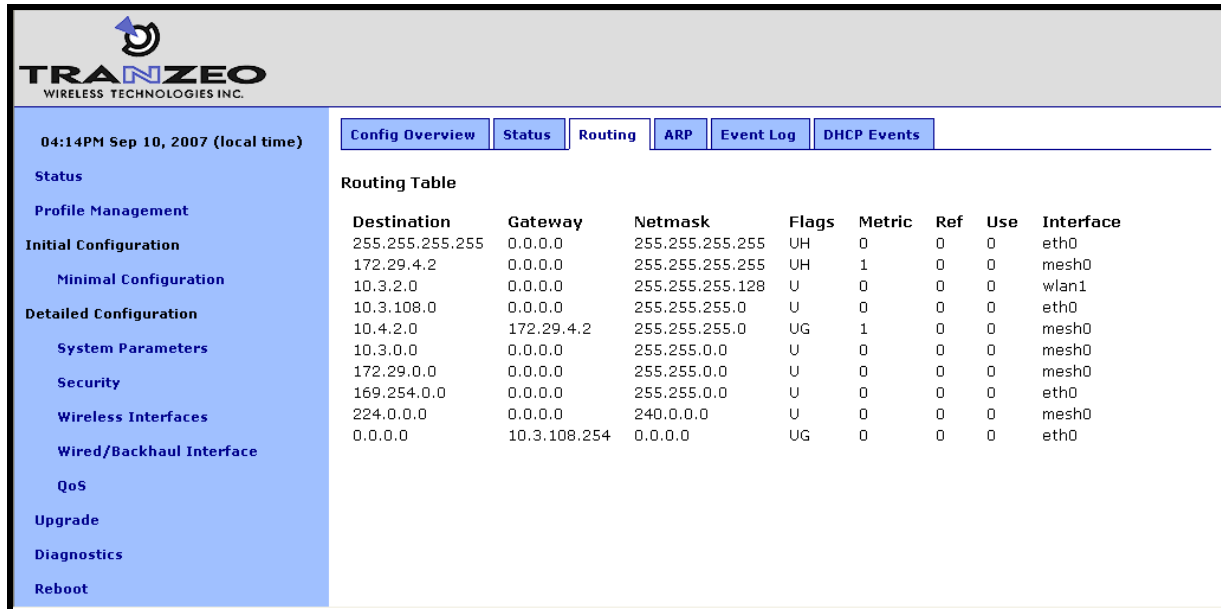 TRANZEO
WIRELESS TECHNOLOGIES INC.
04:14PM Sep 10, 2007 (local time)
Status
Profile Management
Initial Configuration
Minimal Configuration
Detailed Configuration
System Parameters
Security
Wireless Interfaces
Wired/Backhaul Interface
QoS
Upgrade
Diagnostics
Reboot
Config Overview Status Routing ARP Event Log DHCP Events
Routing Table
Destination Gateway Netmask Flags Metric Ref Use Interface
255.255.255.255 0.0.0.0 255.255.255.255 UH 0 0 0 eth0
172.29.4.2 0.0.0.0 255.255.255.255 UH 1 0 0 mesh0
10.3.2.0 0.0.0.0 255.255.255.128 U 0 0 0 wlan1
10.3.108.0 0.0.0.0 255.255.255.0 U 0 0 0 eth0
10.4.2.0 172.29.4.2 255.255.255.0 UG 1 0 0 mesh0
10.3.0.0 0.0.0.0 255.255.0.0 U 0 0 0 mesh0
172.29.0.0 0.0.0.0 255.255.0.0 U 0 0 0 mesh0
169.254.0.0 0.0.0.0 255.255.0.0 U 0 0 0 eth0
224.0.0.0 0.0.0.0 240.0.0.0 U 0 0 0 mesh0
0.0.0.0 10.3.108.254 0.0.0.0 UG 0 0 0 eth0